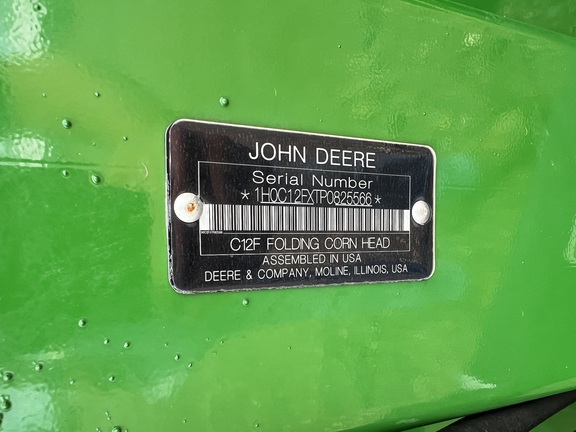 JOHN DEERE
Serial Number
*1H0C12FXTP0825566*
C12F FOLDING CORN HEAD
ASSEMBLED IN USA
DEERE & COMPANY, MOLINE, ILLINOIS, USA